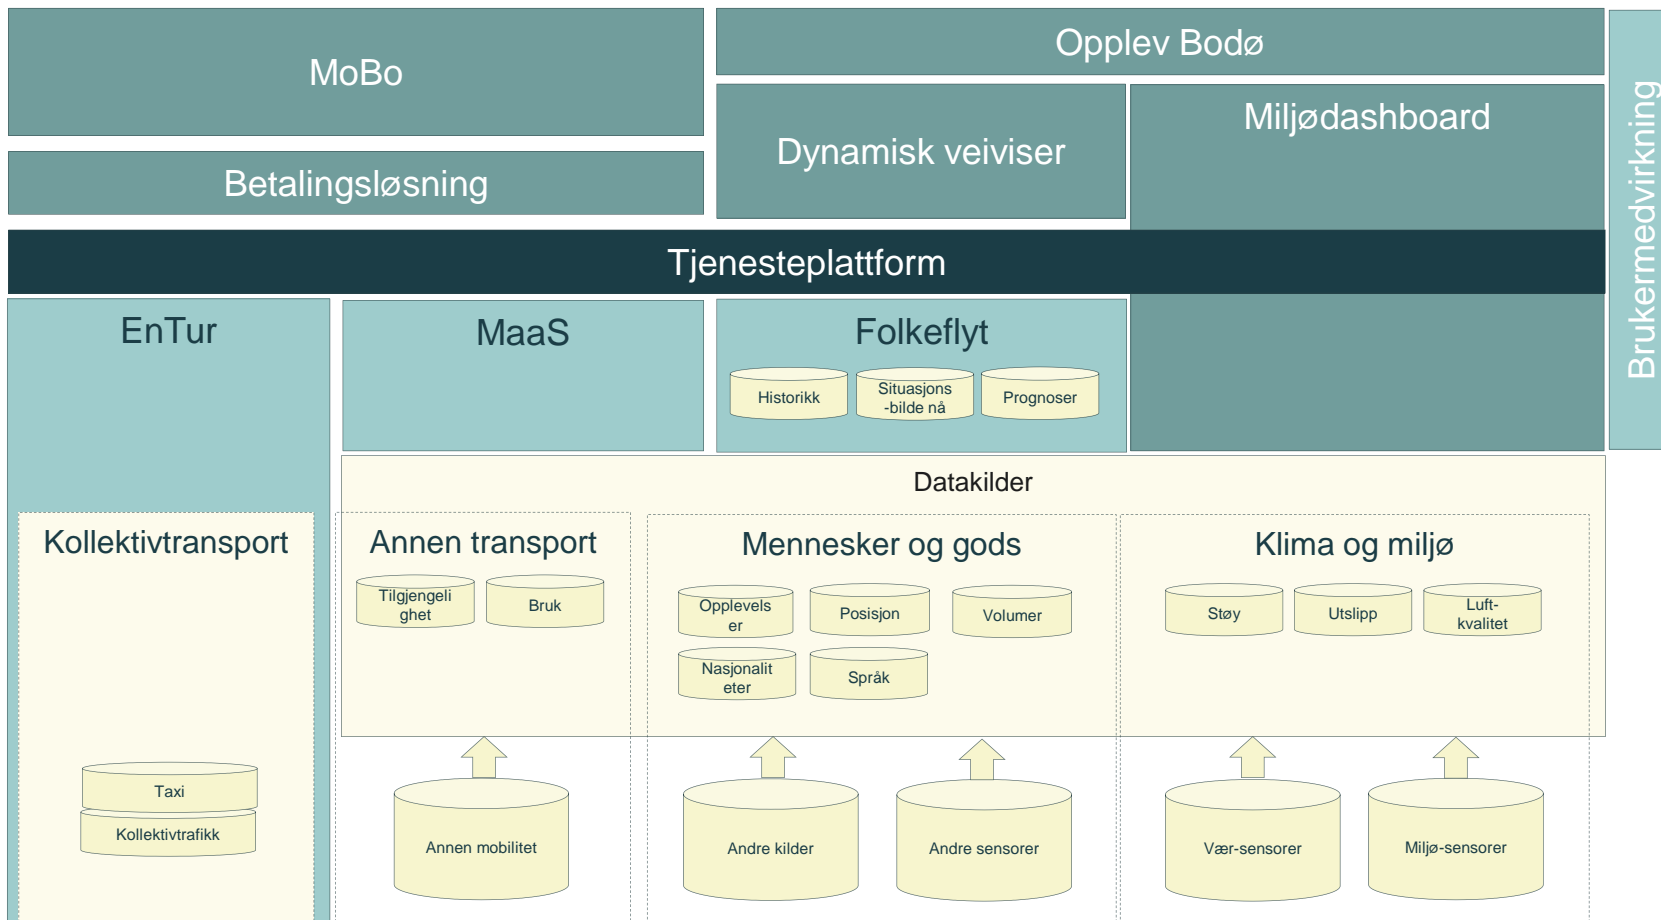 MoBo
Opplev Bodø
Brukermedvirkning
Dynamisk veiviser
Miljødashboard
Betalingsløsning
Tjenesteplattform
EnTur
MaaS
Folkeflyt
Historikk
Situasjons
-bilde nå
Prognoser
Datakilder
Kollektivtransport
Annen transport
Mennesker og gods
Klima og miljø
Tilgjengeli
ghet
Bruk
Opplevels
er
Posisjon
Volumer
Støy
Utslipp
Luft-
kvalitet
Nasjonalit
eter
Språk
Taxi
Kollektivtrafikk
Annen mobilitet
Andre kilder
Andre sensorer
Vær-sensorer
Miljø-sensorer